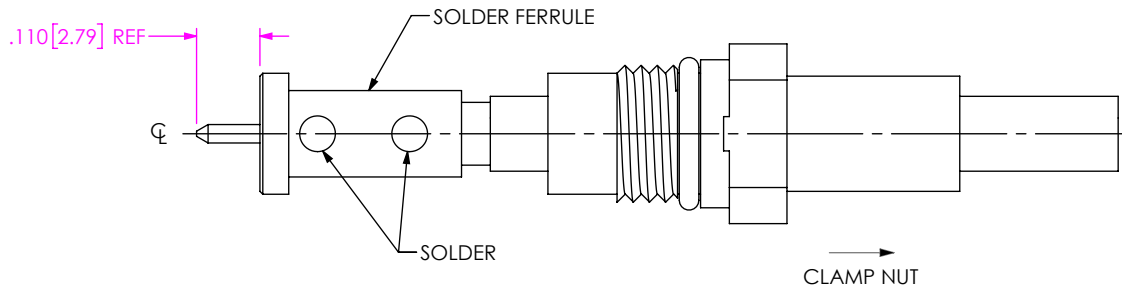 SOLDER FERRULE
.110[2.79] REF
℄
SOLDER
CLAMP NUT